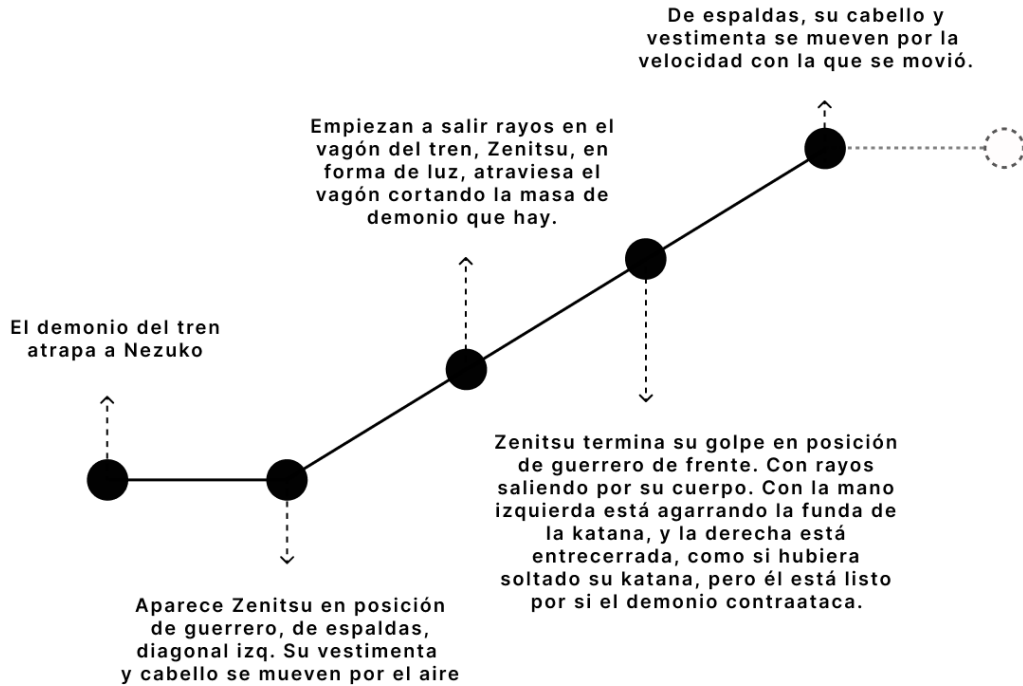 El demonio del tren
atrapa a Nezuko
Aparece Zenitsu en posición
de guerrero, de espaldas,
diagonal izq. Su vestimenta
y cabello se mueven por el aire
Empiezan a salir rayos en el
vagón del tren, Zenitsu, en
forma de luz, atraviesa el
vagón cortando la masa de
demonio que hay.
Zenitsu termina su golpe en posición
de guerrero de frente. Con rayos
saliendo por su cuerpo. Con la mano
izquierda está agarrando la funda de
la katana, y la derecha está
entrecerrada, como si hubiera
soltado su katana, pero él está listo
por si el demonio contraataca.
De espaldas, su cabello y
vestimenta se mueven por la
velocidad con la que se movió.